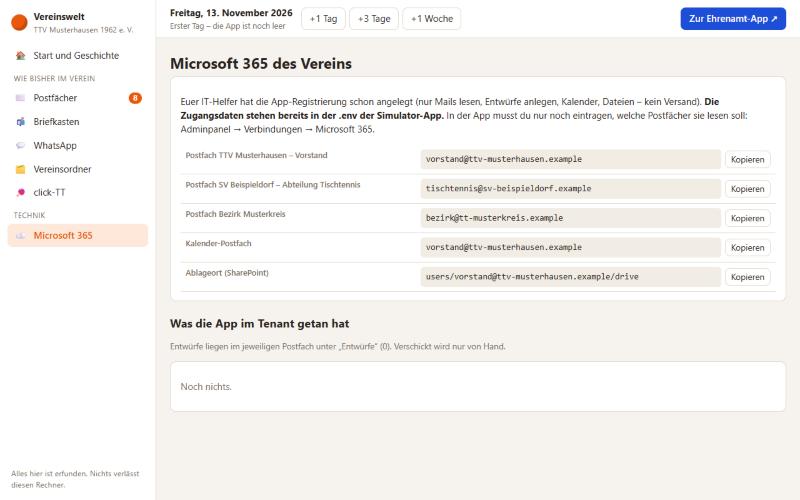 Vereinswelt
TTV Musterhausen 1962 e. V.
Start und Geschichte
WIE BISHER IM VEREIN
Postfächer
8
Briefkasten
WhatsApp
Vereinsordner
click-TT
TECHNIK
Microsoft 365
Alles hier ist erfunden. Nichts verlässt
diesen Rechner.
Freitag, 13. November 2026
Erster Tag – die App ist noch leer
+1 Tag
+3 Tage
+1 Woche
Zur Ehrenamt-App ↗
Microsoft 365 des Vereins
Euer IT-Helfer hat die App-Registrierung schon angelegt (nur Mails lesen, Entwürfe anlegen, Kalender, Dateien – kein Versand). Die
Zugangsdaten stehen bereits in der .env der Simulator-App. In der App musst du nur noch eintragen, welche Postfächer sie lesen soll:
Adminpanel → Verbindungen → Microsoft 365.
Postfach TTV Musterhausen – Vorstand
vorstand@ttv-musterhausen.example
Kopieren
Postfach SV Beispieldorf – Abteilung Tischtennis
tischtennis@sv-beispieldorf.example
Kopieren
Postfach Bezirk Musterkreis
bezirk@tt-musterkreis.example
Kopieren
Kalender-Postfach
vorstand@ttv-musterhausen.example
Kopieren
Ablageort (SharePoint)
users/vorstand@ttv-musterhausen.example/drive
Kopieren
Was die App im Tenant getan hat
Entwürfe liegen im jeweiligen Postfach unter „Entwürfe“ (0). Verschickt wird nur von Hand.
Noch nichts.